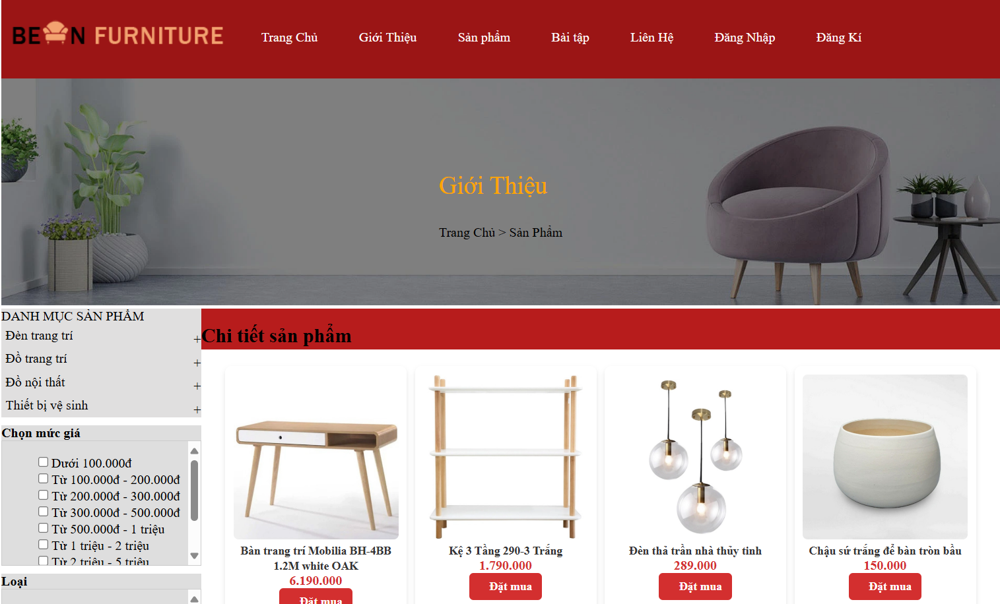 BEAN FURNITURE
Trang Chủ
Giới Thiệu
Sản phẩm
Bài tập
Liên Hệ
Đăng Nhập
Đăng Kí
Giới Thiệu
Trang Chủ > Sản Phẩm
DANH MỤC SẢN PHẨM
Đèn trang trí +
Đồ trang trí +
Đồ nội thất +
Thiết bị vệ sinh +
Chọn mức giá
Dưới 100.000đ
Từ 100.000đ - 200.000đ
Từ 200.000đ - 300.000đ
Từ 300.000đ - 500.000đ
Từ 500.000đ - 1 triệu
Từ 1 triệu - 2 triệu
Từ 2 triệu - 5 triệu
Loại
Chi tiết sản phẩm
Bàn trang trí Mobilia BH-4BB
1.2M white OAK
6.190.000
Đặt mua
Kệ 3 Tầng 290-3 Trắng
1.790.000
Đặt mua
Đèn thả trần nhà thủy tinh
289.000
Đặt mua
Chậu sứ trắng để bàn tròn bầu
150.000
Đặt mua